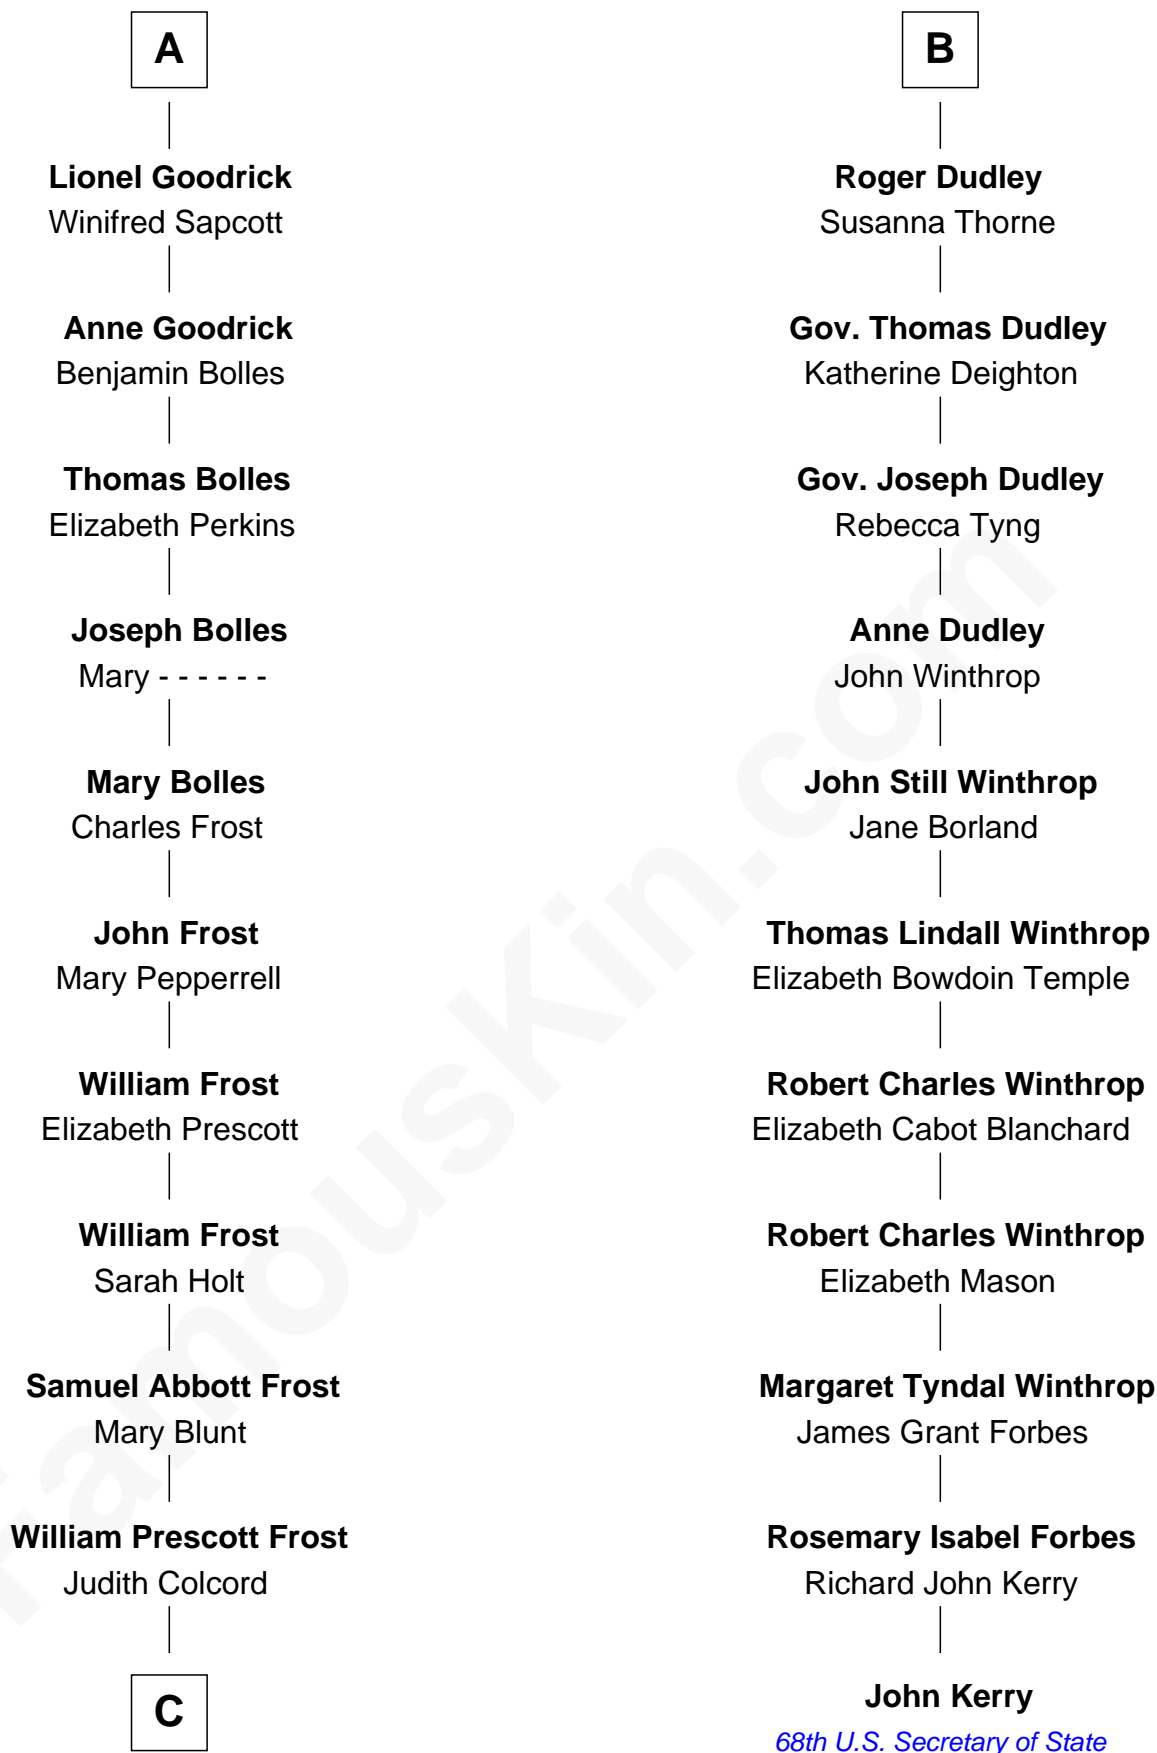 A
Lionel Goodrick
Winifred Sapcott
Anne Goodrick
Benjamin Bolles
Thomas Bolles
Elizabeth Perkins
Joseph Bolles
Mary - - - - - -
Mary Bolles
Charles Frost
John Frost
Mary Pepperrell
William Frost
Elizabeth Prescott
William Frost
Sarah Holt
Samuel Abbott Frost
Mary Blunt
William Prescott Frost
Judith Colcord
C
B
Roger Dudley
Susanna Thorne
Gov. Thomas Dudley
Katherine Deighton
Gov. Joseph Dudley
Rebecca Tyng
Anne Dudley
John Winthrop
John Still Winthrop
Jane Borland
Thomas Lindall Winthrop
Elizabeth Bowdoin Temple
Robert Charles Winthrop
Elizabeth Cabot Blanchard
Robert Charles Winthrop
Elizabeth Mason
Margaret Tyndal Winthrop
James Grant Forbes
Rosemary Isabel Forbes
Richard John Kerry
John Kerry
68th U.S. Secretary of State
FamousKin.com